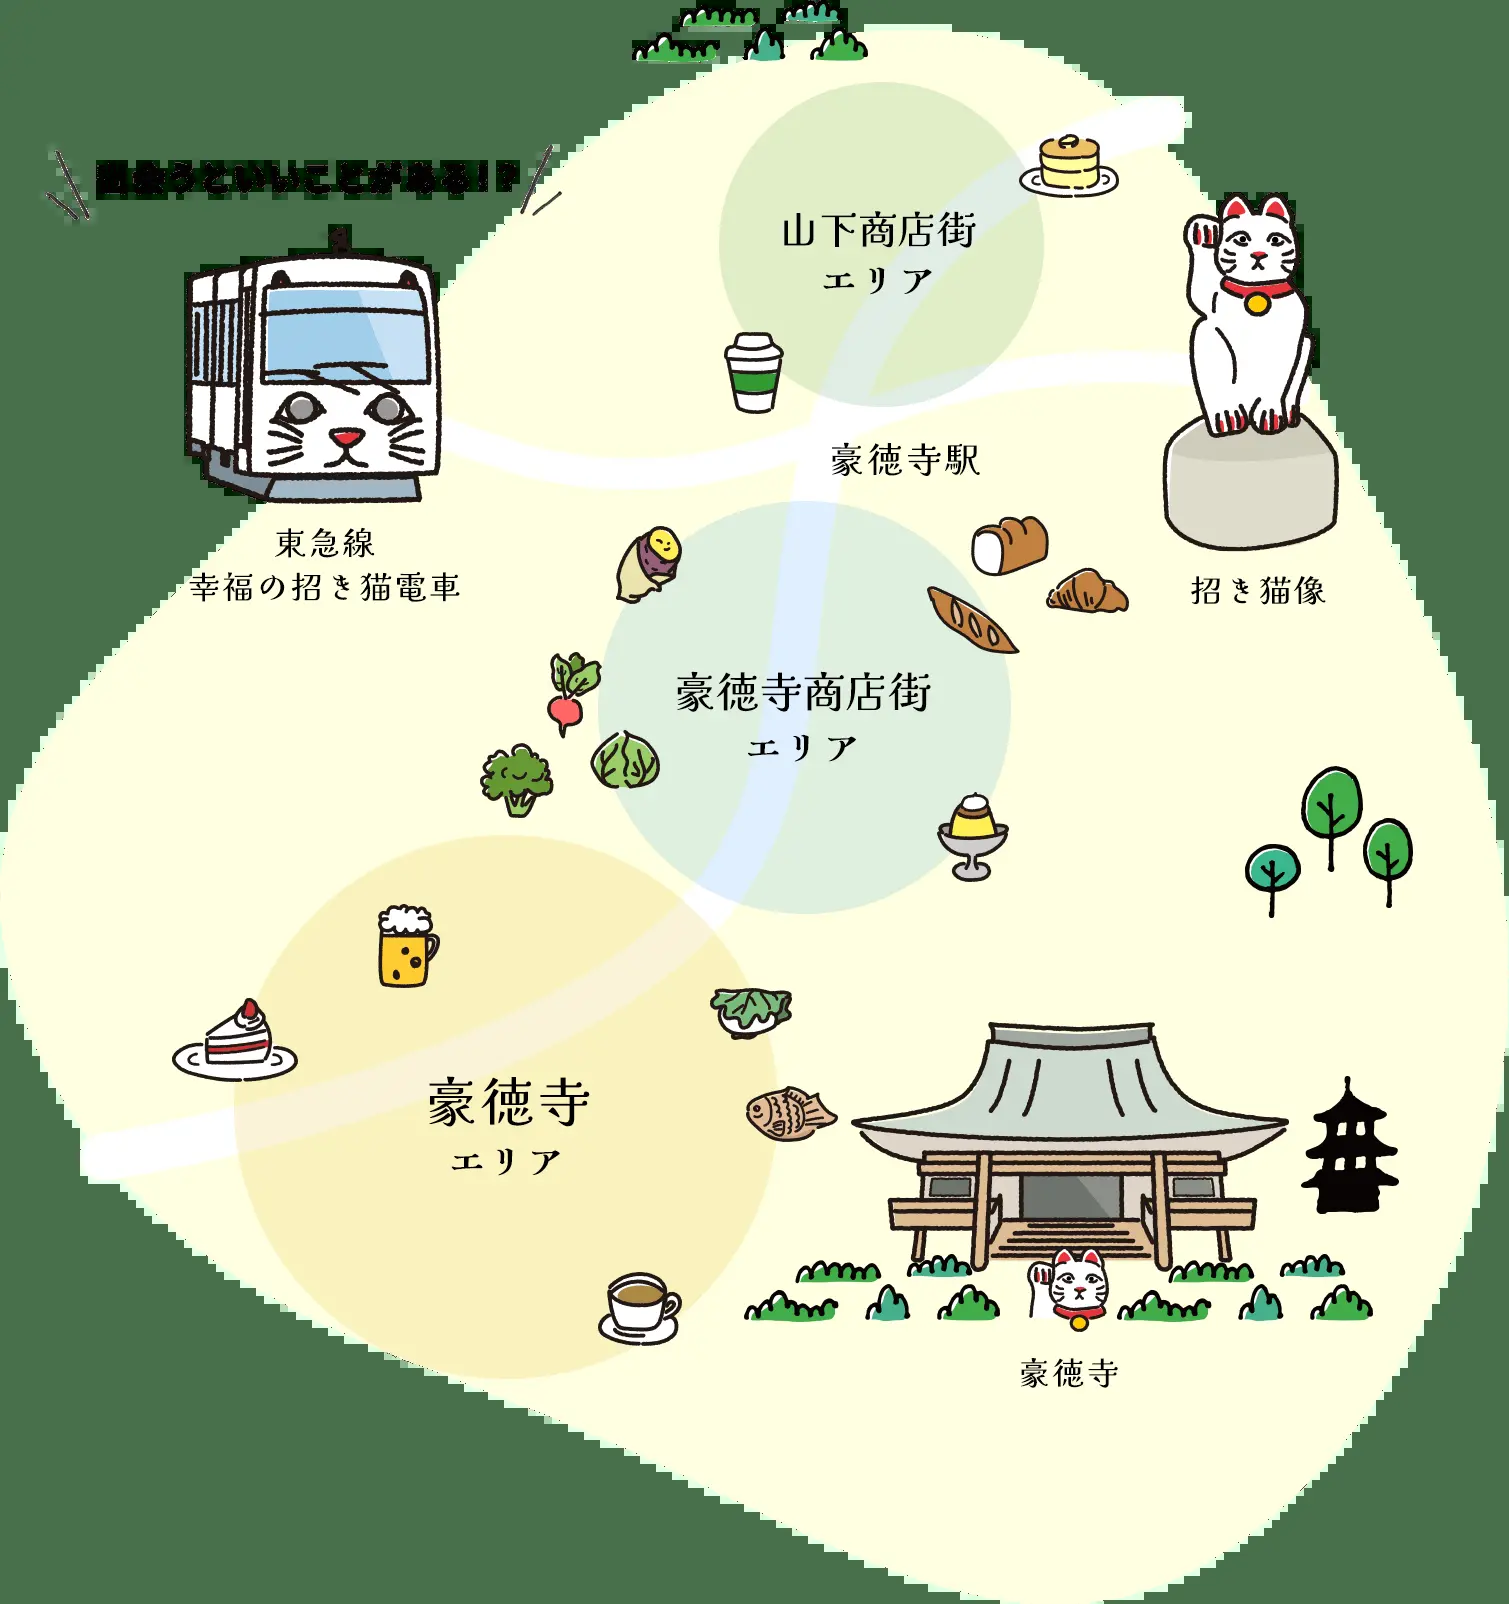 出会うといいことがある!?
山下商店街
エリア
豪徳寺駅
東急線
幸福の招き猫電車
招き猫像
豪徳寺商店街
エリア
豪徳寺
エリア
豪徳寺